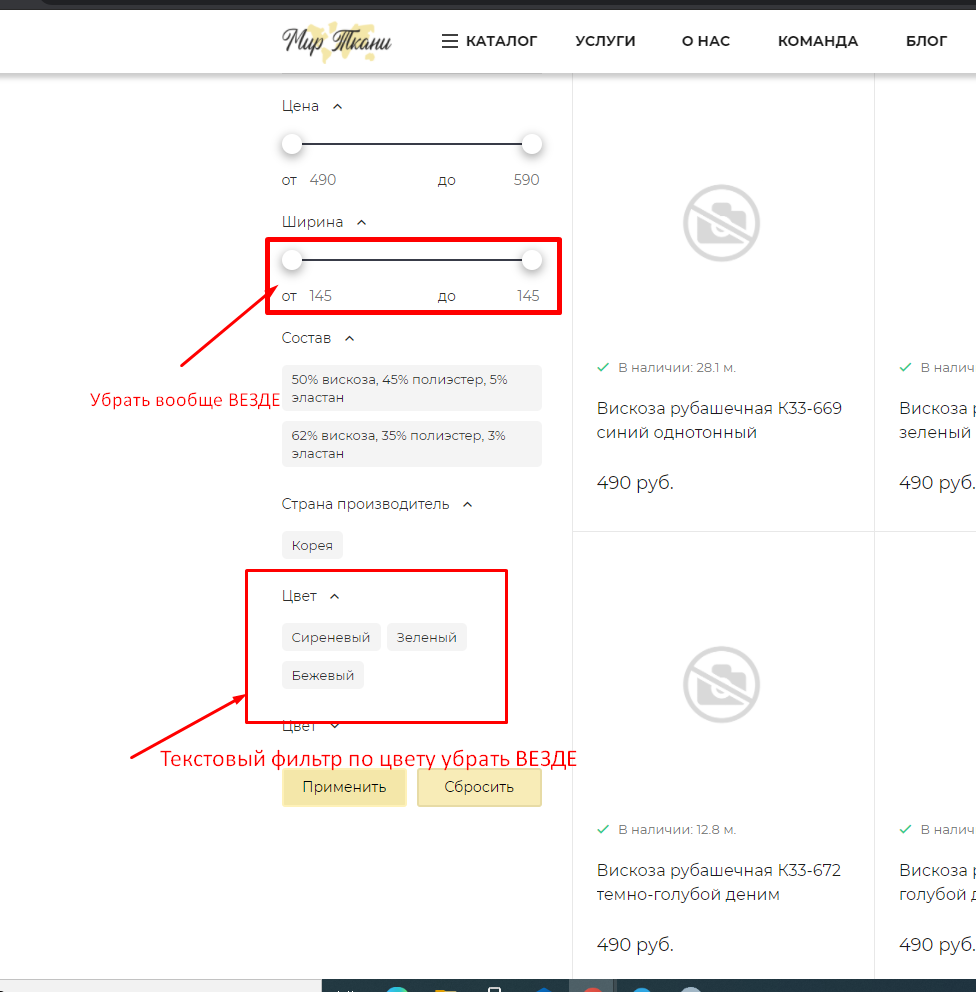 Мир Ткани
КАТАЛОГ УСЛУГИ О НАС КОМАНДА БЛОГ
Цена
от 490 до 590
Ширина
от 145 до 145
Убрать вообще ВЕЗДЕ
Состав
50% вискоза, 45% полиэстер, 5%
эластан
62% вискоза, 35% полиэстер, 3%
эластан
Страна производитель
Корея
Цвет
Сиреневый Зеленый
Бежевый
Цвет
Текстовый фильтр по цвету убрать ВЕЗДЕ
Применить Сбросить
В наличии: 28.1 м.
Вискоза рубашечная К33-669
синий однотонный
490 руб.
В налич
Вискоза
зеленый
490 руб.
В наличии: 12.8 м.
Вискоза рубашечная К33-672
темно-голубой деним
490 руб.
В налич
Вискоза
голубой
490 руб.